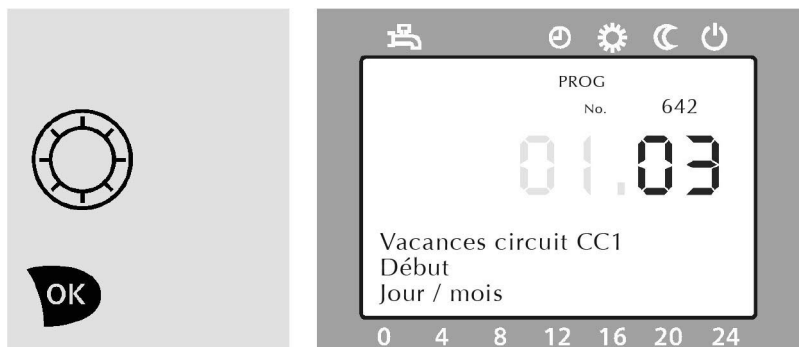 PROG
No. 642
01.03
Vacances circuit CC1
Début
Jour / mois
OK
0 4 8 12 16 20 24